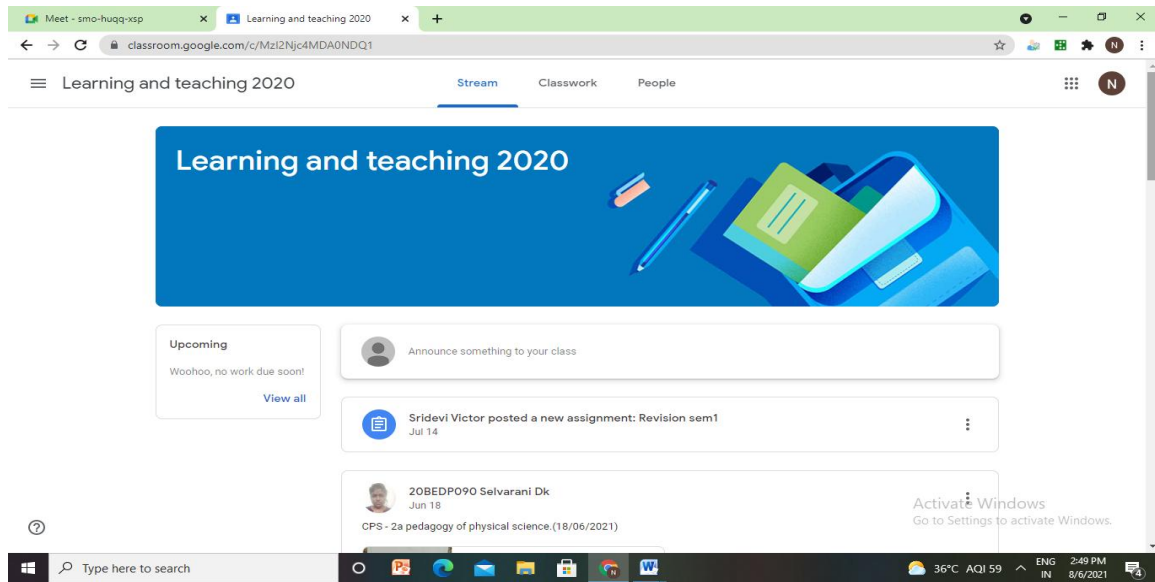 Meet - smo-huqq-xsp
Learning and teaching 2020
classroom.google.com/c/MzI2Njc4MDA0NDQ1
N
Learning and teaching 2020
Stream
Classwork
People
N
Learning and teaching 2020
Upcoming
Woohoo, no work due soon!
View all
Announce something to your class
Sridevi Victor posted a new assignment: Revision sem1
Jul 14
20BEDP090 Selvarani Dk
Jun 18
CPS - 2a pedagogy of physical science.(18/06/2021)
Activate Windows
Go to Settings to activate Windows.
Type here to search
36°C AQI 59
ENG
IN
2:49 PM
8/6/2021
4